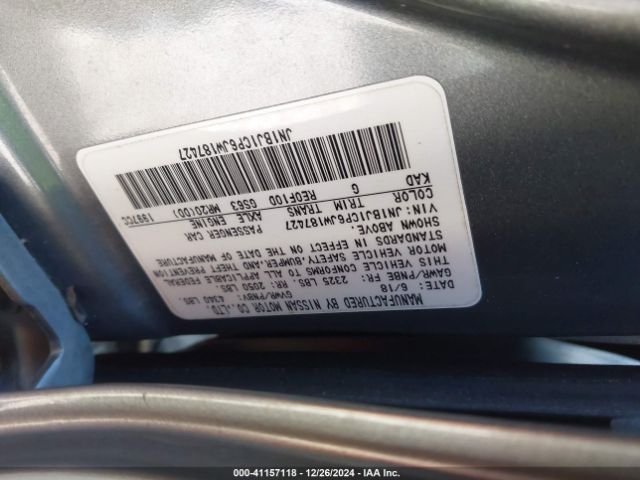 MANUFACTURED BY NISSAN MOTOR CO.,LTD.
DATE: 6/18 GVWR/PNBV: 4340 LBS.
GAWR/PNBE FR: 2325 LBS. RR: 2050 LBS.
THIS VEHICLE CONFORMS TO ALL APPLICABLE FEDERAL
MOTOR VEHICLE SAFETY, BUMPER, AND THEFT PREVENTION
STANDARDS IN EFFECT ON THE DATE OF MANUFACTURE
SHOWN ABOVE.
VIN: JN1BJ1CP6JW187427 PASSENGER CAR
COLOR TRIM TRANS AXLE ENGINE
KAD G RE0F10D GS63 MR20(DD) 1997CC
JN1BJ1CP6JW187427
000-41157118 - 12/26/2024 - IAA Inc.